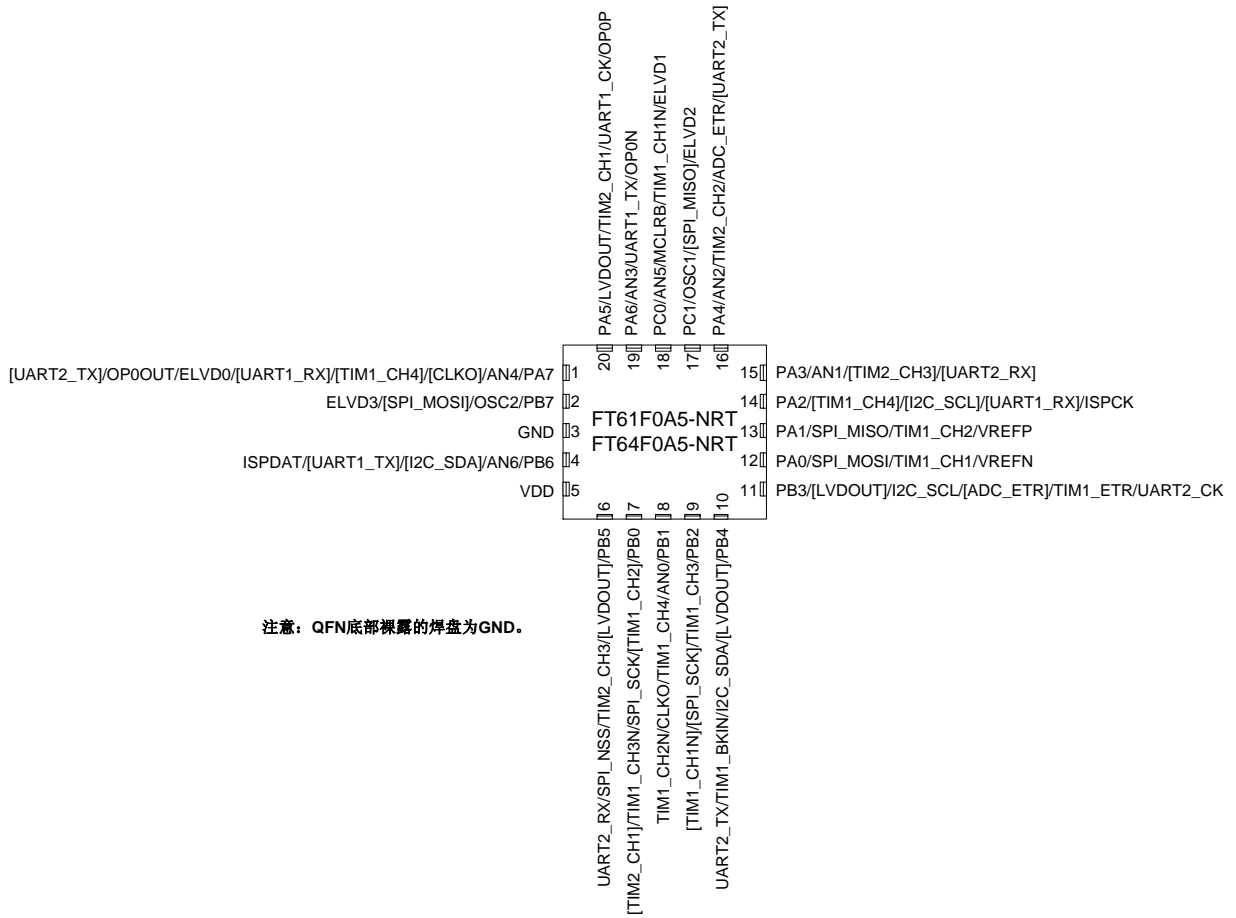 PA5/LVDOUT/TIM2_CH1/UART1_CK/OP0P
PA6/AN3/UART1_TX/OP0N
PC0/AN5/MCLRB/TIM1_CH1N/ELVD1
PC1/OSC1/[SPI_MISO]/ELVD2
PA4/AN2/TIM2_CH2/ADC_ETR/[UART2_TX]
20
19
18
17
16
[UART2_TX]/OP0OUT/ELVD0/[UART1_RX]/[TIM1_CH4]/[CLKO]/AN4/PA7
1
ELVD3/[SPI_MOSI]/OSC2/PB7
2
GND
3
ISPDAT/[UART1_TX]/[I2C_SDA]/AN6/PB6
4
VDD
5
FT61F0A5-NRT
FT64F0A5-NRT
15
PA3/AN1/[TIM2_CH3]/[UART2_RX]
14
PA2/[TIM1_CH4]/[I2C_SCL]/[UART1_RX]/ISPCK
13
PA1/SPI_MISO/TIM1_CH2/VREFP
12
PA0/SPI_MOSI/TIM1_CH1/VREFN
11
PB3/[LVDOUT]/I2C_SCL/[ADC_ETR]/TIM1_ETR/UART2_CK
6
7
8
9
10
UART2_RX/SPI_NSS/TIM2_CH3/[LVDOUT]/PB5
[TIM2_CH1]/TIM1_CH3N/SPI_SCK/[TIM1_CH2]/PB0
TIM1_CH2N/CLKO/TIM1_CH4/AN0/PB1
[TIM1_CH1N]/[SPI_SCK]/TIM1_CH3/PB2
UART2_TX/TIM1_BKIN/I2C_SDA/[LVDOUT]/PB4
注意：QFN底部裸露的焊盘为GND。